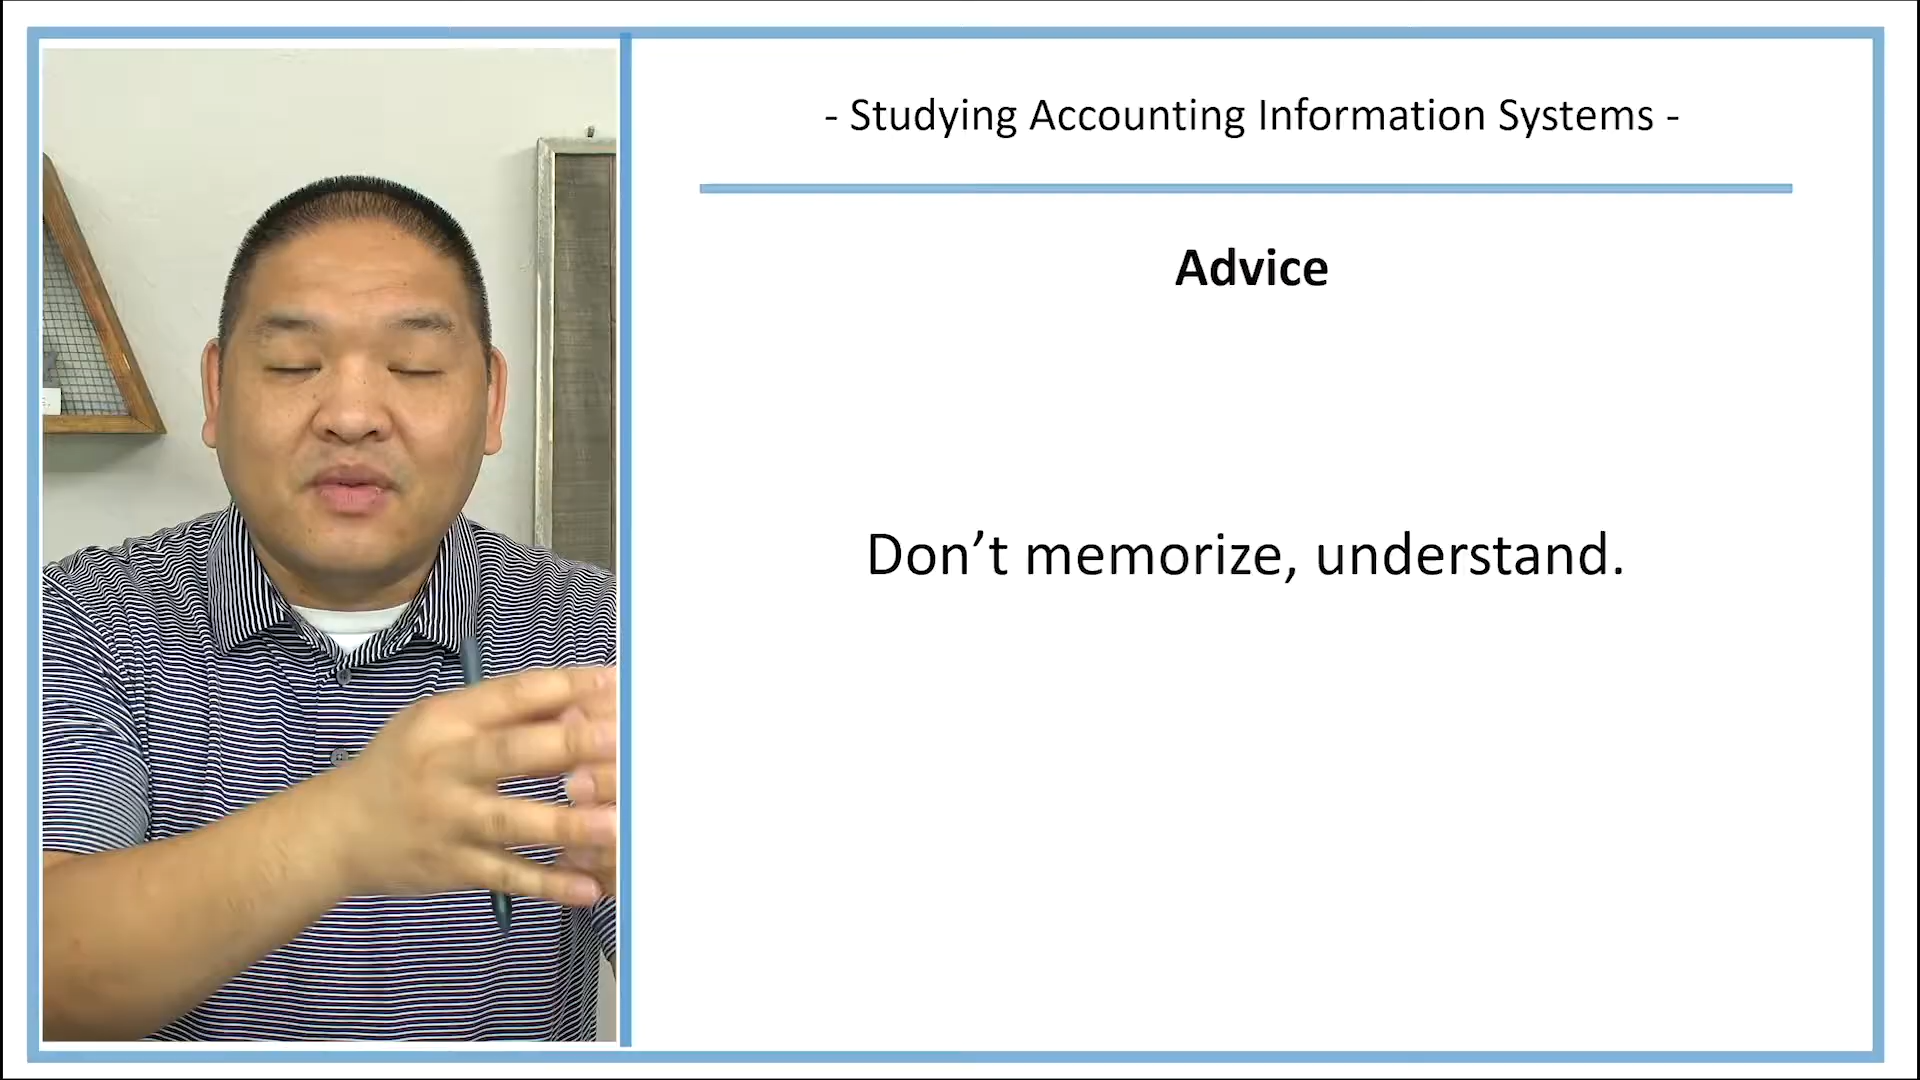 - Studying Accounting Information Systems -
Advice
Don’t memorize, understand.